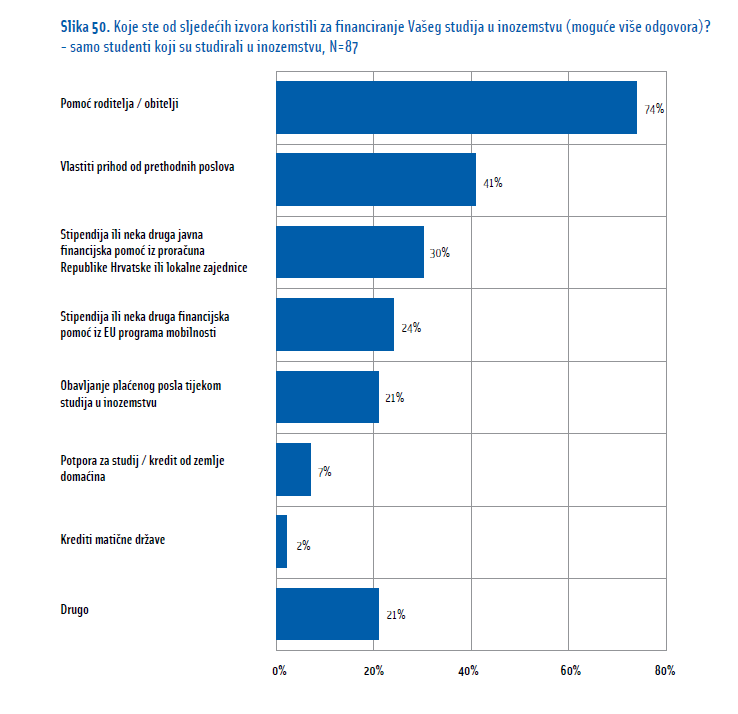 Slika 50. Koje ste od sljedećih izvora koristili za financiranje Vašeg studija u inozemstvu (moguće više odgovora)?
- samo studenti koji su studirali u inozemstvu, N=87
Pomoć roditelja / obitelji
74%
Vlastiti prihod od prethodnih poslova
41%
Stipendija ili neka druga javna
financijska pomoć iz proračuna
Republike Hrvatske ili lokalne zajednice
30%
Stipendija ili neka druga financijska
pomoć iz EU programa mobilnosti
24%
Obavljanje plaćenog posla tijekom
studija u inozemstvu
21%
Potpora za studij / kredit od zemlje
domaćina
7%
Krediti matične države
2%
Drugo
21%
0% 20% 40% 60% 80%